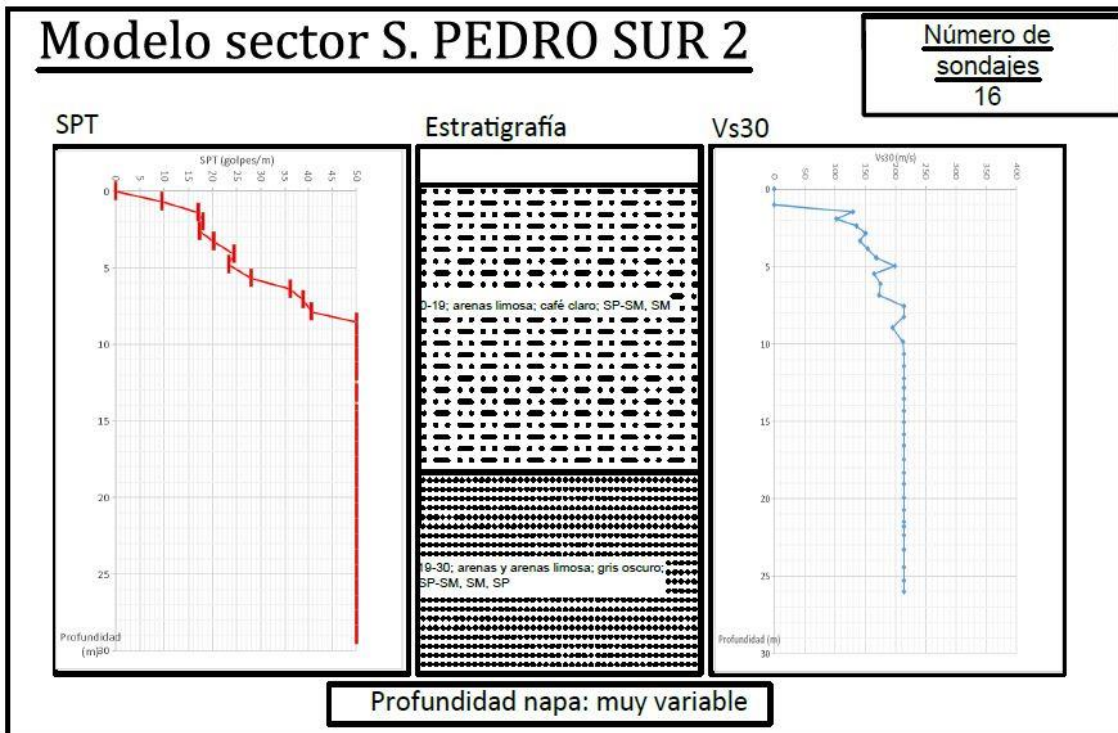 Modelo sector S. PEDRO SUR 2
Número de
sondajes
16
SPT
SPT (golpes/m)
0 5 10 15 20 25 30 35 40 45 50
0
5
10
15
20
25
Profundidad
(m)30
Estratigrafía
0-19; arenas limosa; café claro; SP-SM, SM
19-30; arenas y arenas limosa; gris oscuro;
SP-SM, SM, SP
Vs30
Vs30 (m/s)
0 50 100 150 200 250 300 350 400
0
5
10
15
20
25
Profundidad (m)
30
Profundidad napa: muy variable